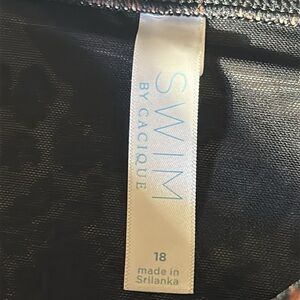 SWIM
BY CACIQUE
18
made in
Srilanka